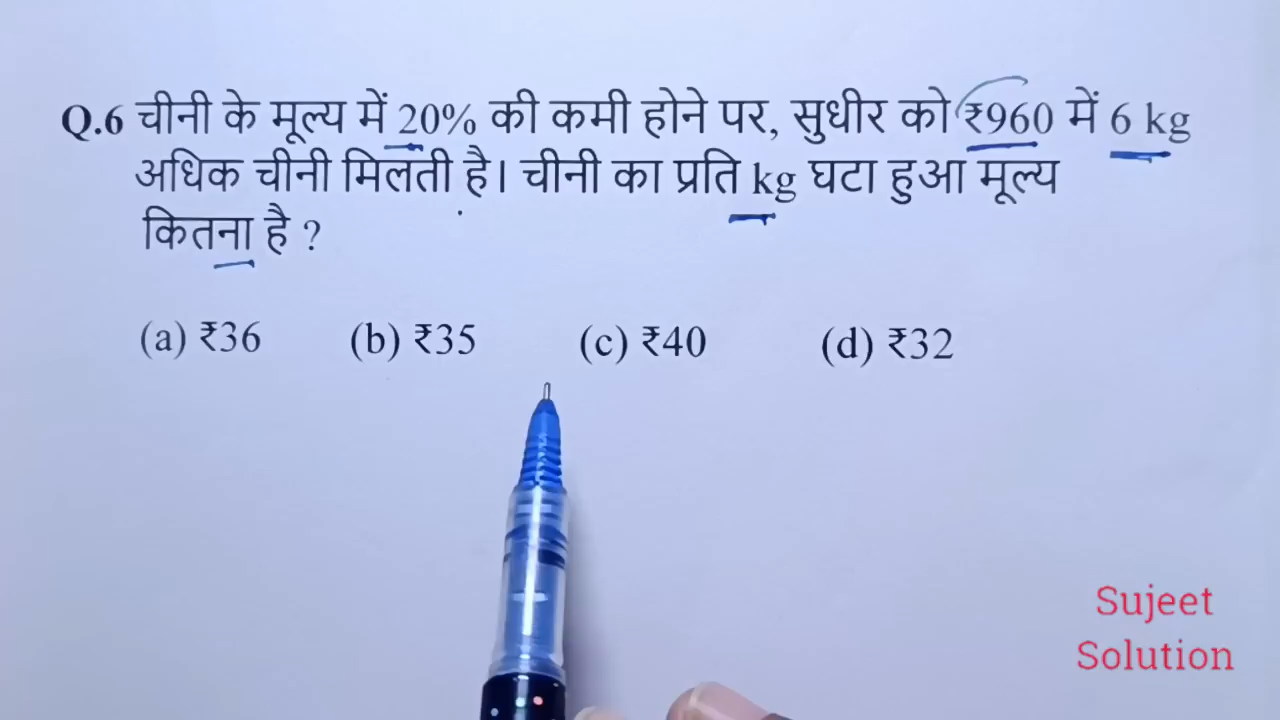 Q.6 चीनी के मूल्य में 20% की कमी होने पर, सुधीर को ₹960 में 6 kg
अधिक चीनी मिलती है। चीनी का प्रति kg घटा हुआ मूल्य
कितना है ?
(a) ₹36 (b) ₹35 (c) ₹40 (d) ₹32
Sujeet
Solution